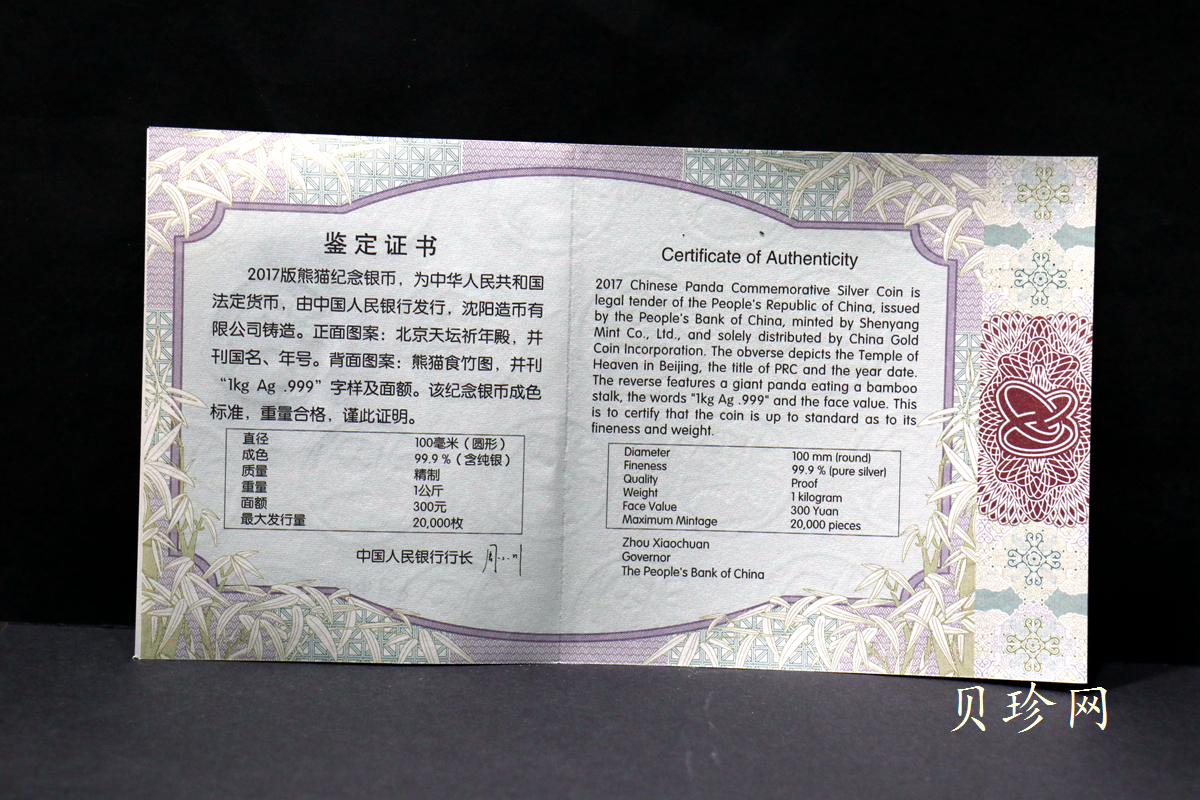 鉴定证书
2017版熊猫纪念银币，为中华人民共和国
法定货币，由中国人民银行发行，沈阳造币有
限公司铸造。正面图案：北京天坛祈年殿，并
刊国名、年号。背面图案：熊猫食竹图，并刊
“1kg Ag .999”字样及面额。该纪念银币成色
标准，重量合格，谨此证明。
直径 100毫米（圆形）
成色 99.9％（含纯银）
质量 精制
重量 1公斤
面额 300元
最大发行量 20,000枚
中国人民银行行长
Certificate of Authenticity
2017 Chinese Panda Commemorative Silver Coin is
legal tender of the People's Republic of China, issued
by the People's Bank of China, minted by Shenyang
Mint Co., Ltd., and solely distributed by China Gold
Coin Incorporation. The obverse depicts the Temple of
Heaven in Beijing, the title of PRC and the year date.
The reverse features a giant panda eating a bamboo
stalk, the words "1kg Ag .999" and the face value. This
is to certify that the coin is up to standard as to its
fineness and weight.
Diameter 100 mm (round)
Fineness 99.9 % (pure silver)
Quality Proof
Weight 1 kilogram
Face Value 300 Yuan
Maximum Mintage 20,000 pieces
Zhou Xiaochuan
Governor
The People's Bank of China
贝珍网